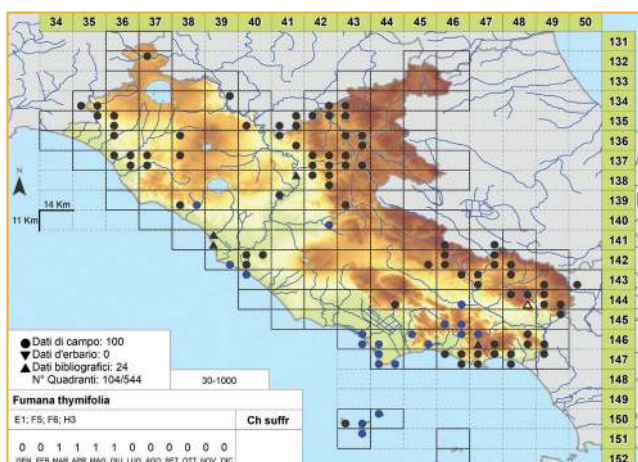 34 35 36 37 38 39 40 41 42 43 44 45 46 47 48 49 50
131
132
133
134
135
136
137
138
139
140
141
142
143
144
145
146
147
148
149
150
151
152
N
14 Km
11 Km
Dati di campo: 100
Dati d'erbario: 0
Dati bibliografici: 24
N° Quadranti: 104/544
30-1000
Fumana thymifolia
E1; F5; F6; H3
Ch suffr
0 0 1 1 1 1 0 0 0 0 0 0
GEN FEB MAR APR MAG GIU LUG AGO SET OTT NOV DIC